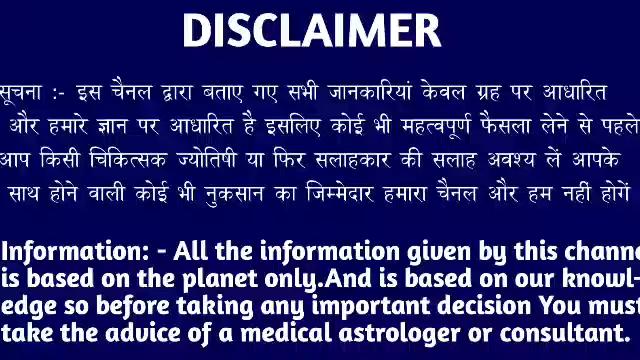 DISCLAIMER
सूचना :- इस चैनल द्वारा बताए गए सभी जानकारियां केवल ग्रह पर आधारित
और हमारे ज्ञान पर आधारित है इसलिए कोई भी महत्वपूर्ण फैसला लेने से पहले
आप किसी चिकित्सक ज्योतिषी या फिर सलाहकार की सलाह अवश्य लें आपके
साथ होने वाली कोई भी नुकसान का जिम्मेदार हमारा चैनल और हम नहीं होगें
Information: - All the information given by this channe
is based on the planet only.And is based on our knowl-
edge so before taking any important decision You must
take the advice of a medical astrologer or consultant.